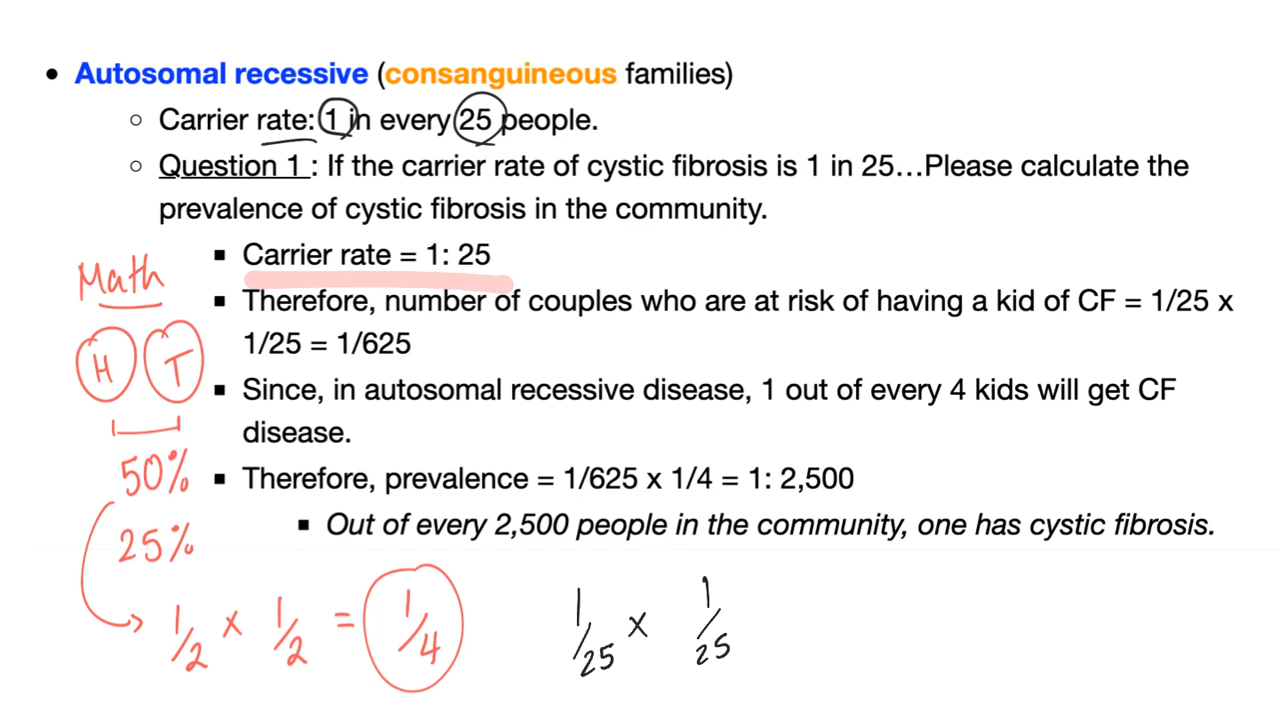 • Autosomal recessive (consanguineous families)
○ Carrier rate: 1 in every 25 people.
○ Question 1 : If the carrier rate of cystic fibrosis is 1 in 25…Please calculate the
prevalence of cystic fibrosis in the community.
▪ Carrier rate = 1: 25
▪ Therefore, number of couples who are at risk of having a kid of CF = 1/25 x
1/25 = 1/625
▪ Since, in autosomal recessive disease, 1 out of every 4 kids will get CF
disease.
▪ Therefore, prevalence = 1/625 x 1/4 = 1: 2,500
▪ Out of every 2,500 people in the community, one has cystic fibrosis.
Math
H T
50%
25%
1/2 x 1/2 = 1/4
1/25 x 1/25